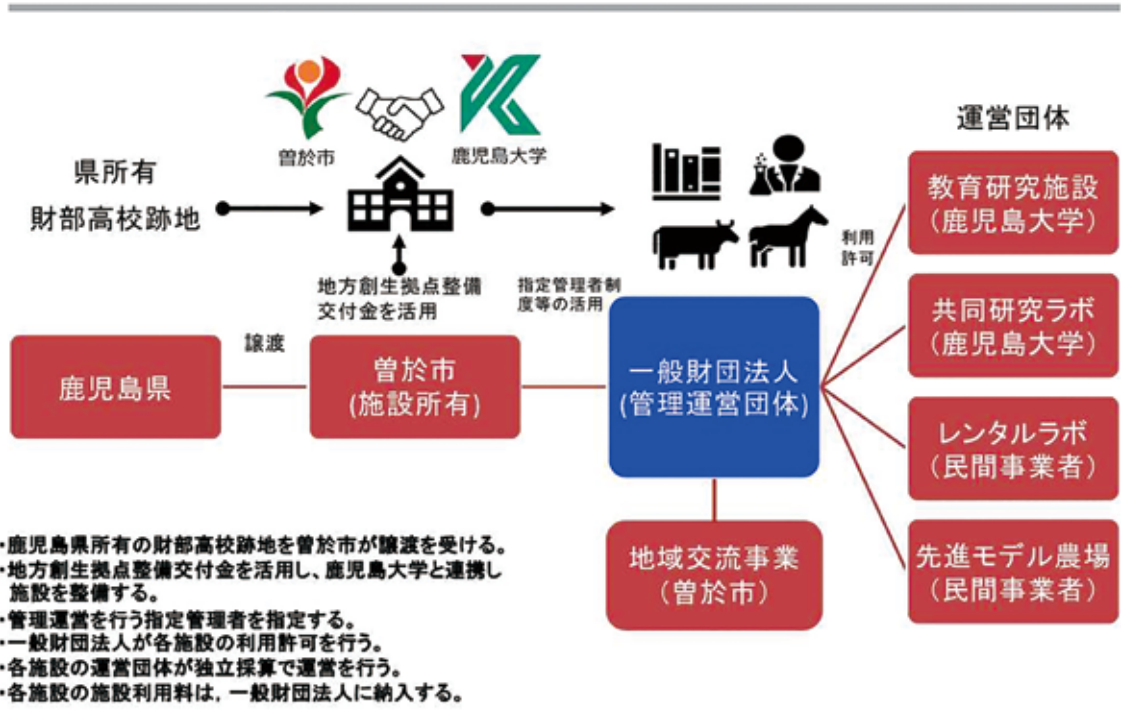 曽於市
鹿児島大学
県所有
財部高校跡地
運営団体
地方創生拠点整備
交付金を活用
指定管理者制
度等の活用
利用
許可
鹿児島県
譲渡
曽於市
(施設所有)
一般財団法人
(管理運営団体)
教育研究施設
(鹿児島大学)
共同研究ラボ
(鹿児島大学)
レンタルラボ
(民間事業者)
先進モデル農場
(民間事業者)
地域交流事業
(曽於市)
・鹿児島県所有の財部高校跡地を曽於市が譲渡を受ける。
・地方創生拠点整備交付金を活用し、鹿児島大学と連携し
施設を整備する。
・管理運営を行う指定管理者を指定する。
・一般財団法人が各施設の利用許可を行う。
・各施設の運営団体が独立採算で運営を行う。
・各施設の施設利用料は，一般財団法人に納入する。